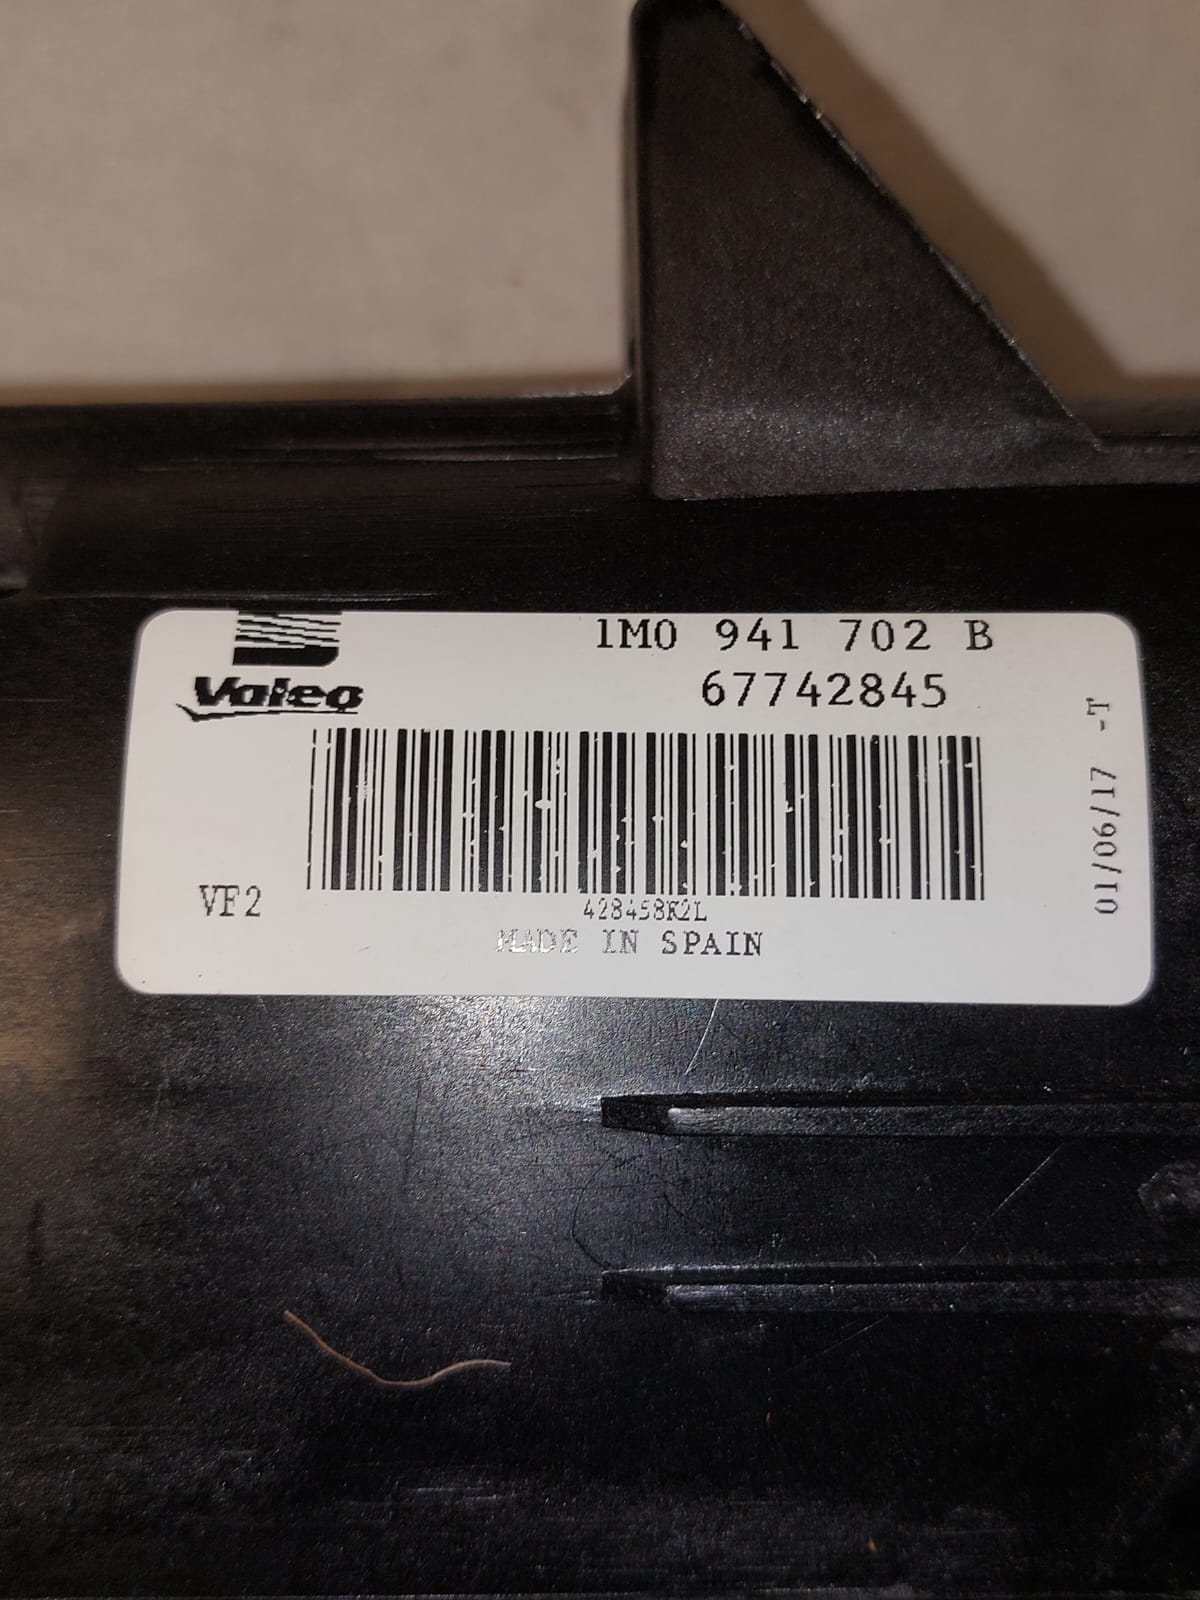 1M0 941 702 B
Valeo
67742845
VF2
428458K2L
MADE IN SPAIN
01/06/17 -T